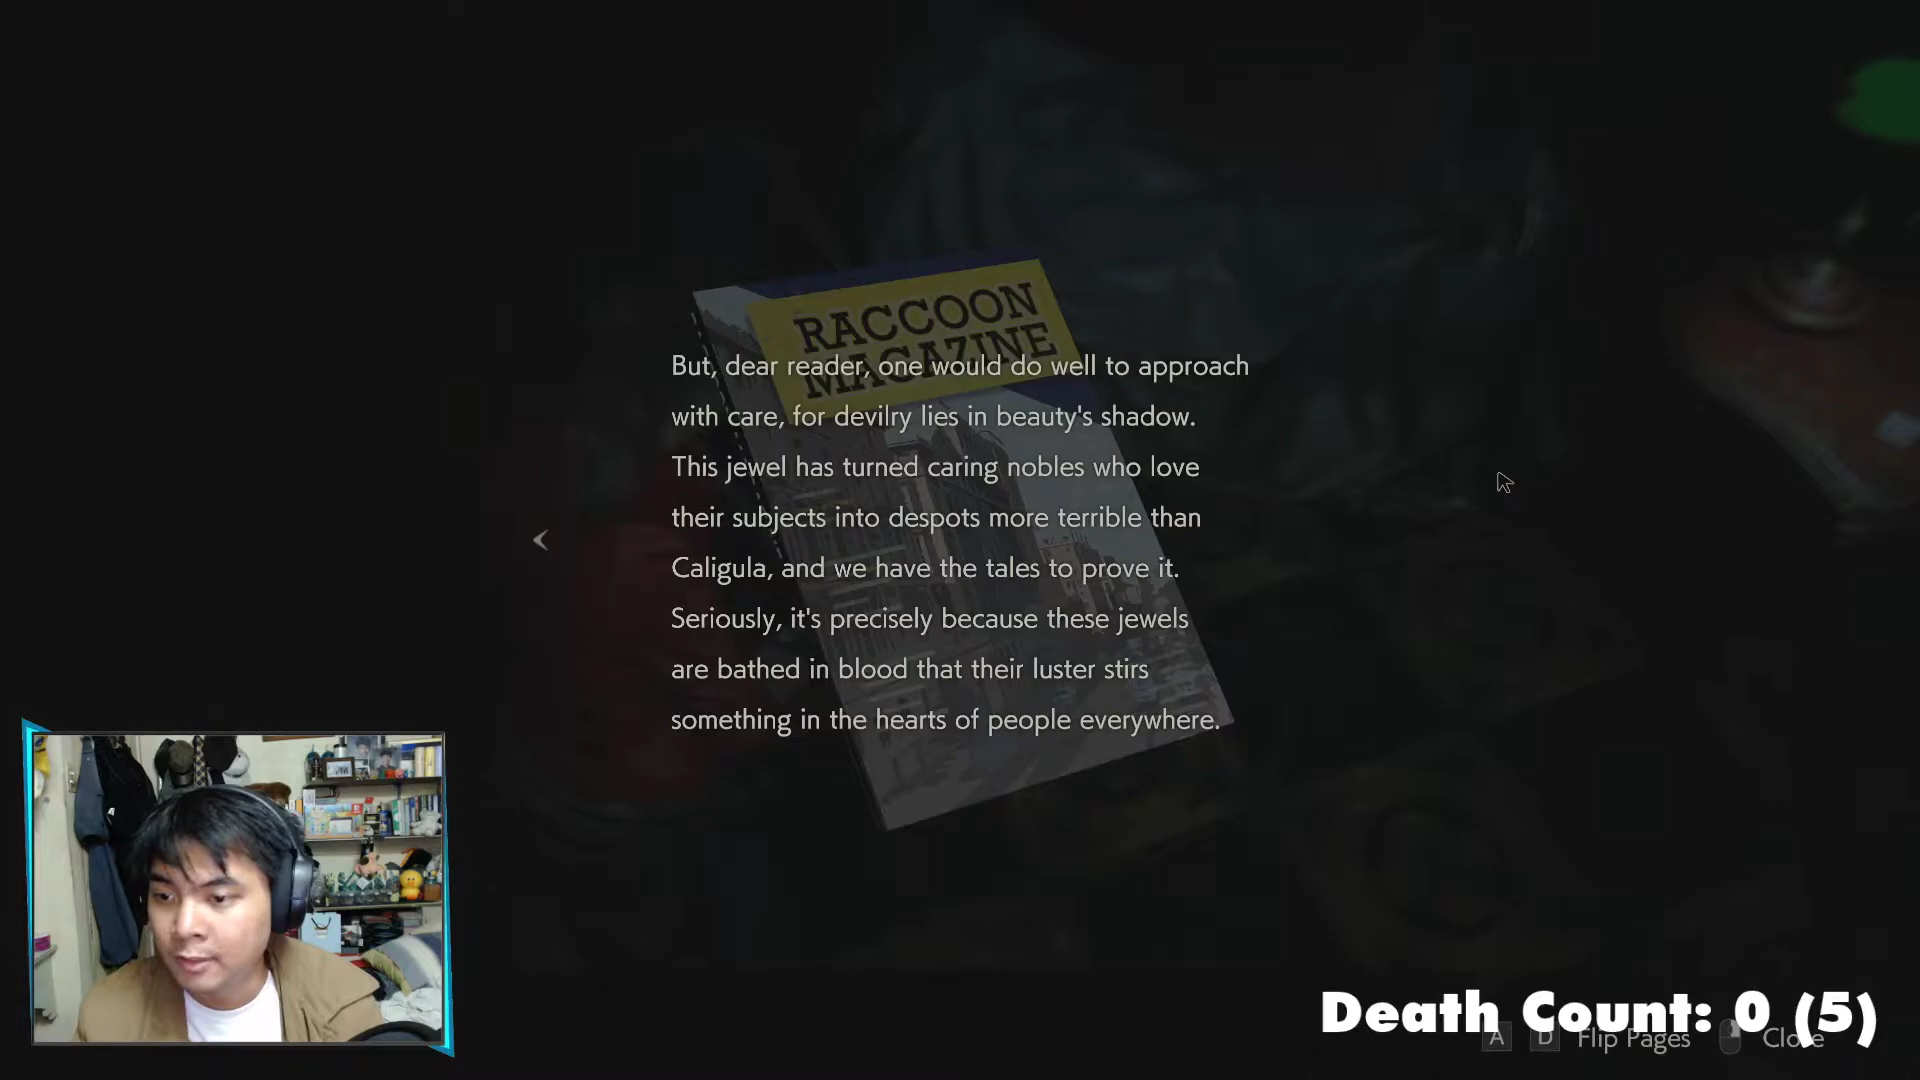 RACCOON
MAGAZINE
But, dear reader, one would do well to approach
with care, for devilry lies in beauty's shadow.
This jewel has turned caring nobles who love
their subjects into despots more terrible than
Caligula, and we have the tales to prove it.
Seriously, it's precisely because these jewels
are bathed in blood that their luster stirs
something in the hearts of people everywhere.
Death Count: 0 (5)
A D Flip Pages Close